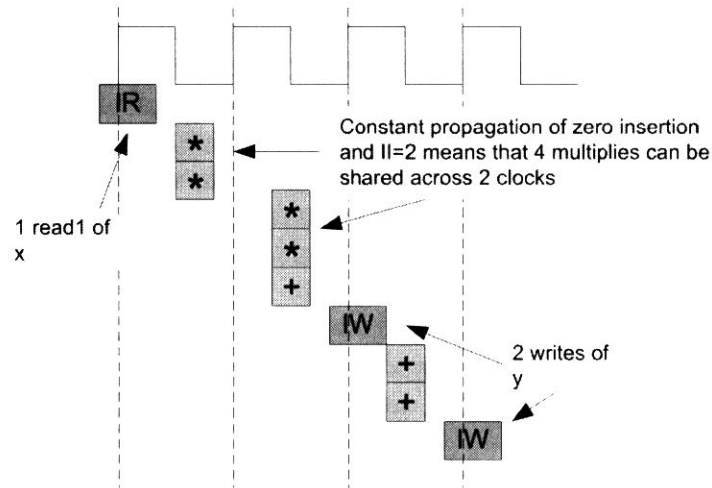 IR
*
*
Constant propagation of zero insertion
and II=2 means that 4 multiplies can be
shared across 2 clocks
*
*
+
1 read1 of
x
IW
+
+
2 writes of
y
IW